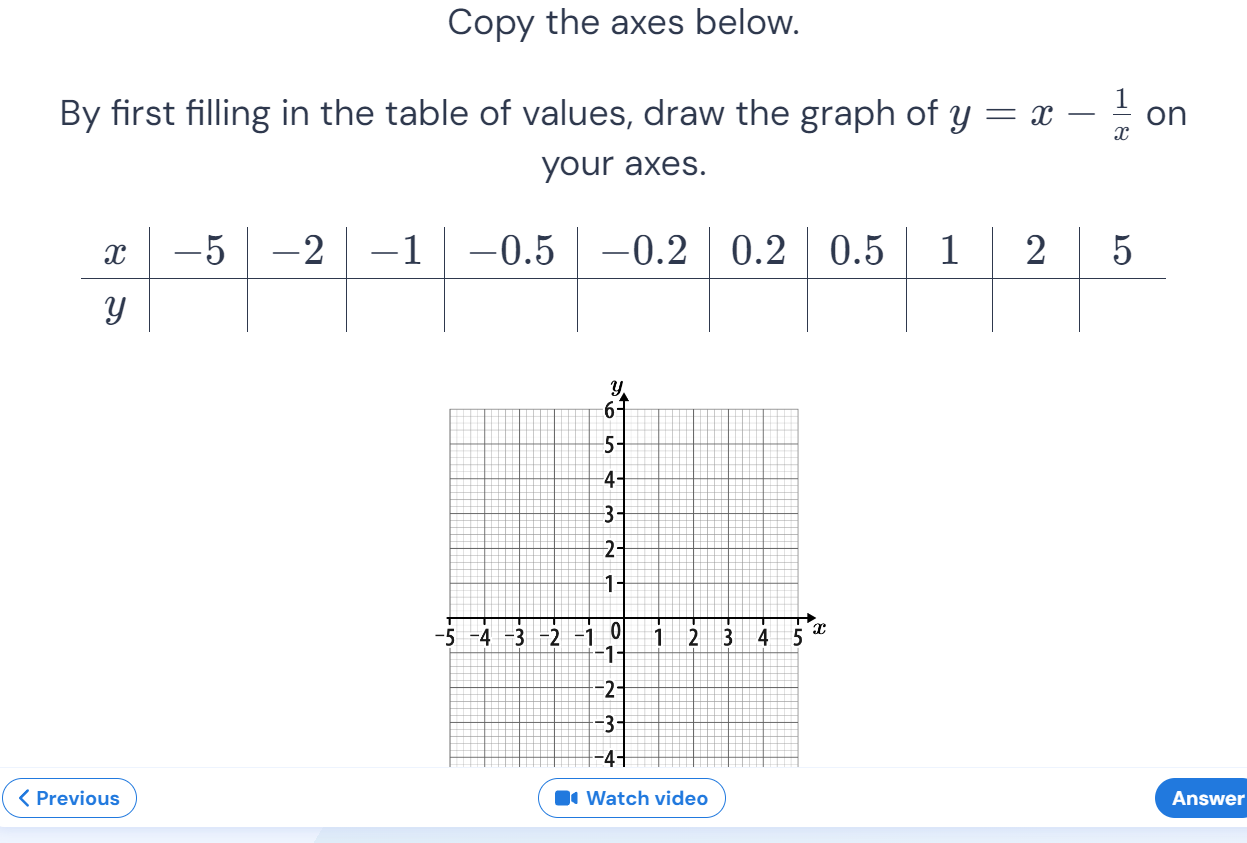 Copy the axes below.
By first filling in the table of values, draw the graph of y = x − 1/x on
your axes.
x −5 −2 −1 −0.5 −0.2 0.2 0.5 1 2 5
y
y
6
5
4
3
2
1
−5 −4 −3 −2 −1 0 1 2 3 4 5 x
−1
−2
−3
−4
Previous Watch video Answer